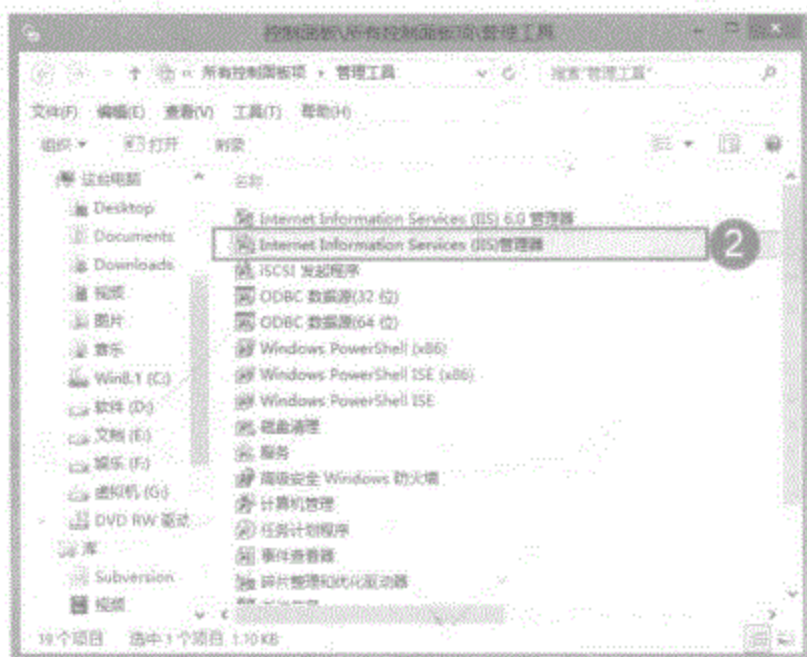 控制面板\所有控制面板项\管理工具
« 所有控制面板项 ▸ 管理工具
搜索"管理工具"
文件(F) 编辑(E) 查看(V) 工具(T) 帮助(H)
组织 打开 刻录
这台电脑
Desktop
Documents
Downloads
视频
图片
音乐
Win8.1 (C:)
软件 (D:)
文档 (E:)
娱乐 (F:)
虚拟机 (G:)
DVD RW 驱动
库
Subversion
视频
名称
Internet Information Services (IIS) 6.0 管理器
Internet Information Services (IIS)管理器
2
iSCSI 发起程序
ODBC 数据源(32 位)
ODBC 数据源(64 位)
Windows PowerShell (x86)
Windows PowerShell ISE (x86)
Windows PowerShell ISE
磁盘清理
服务
高级安全 Windows 防火墙
计算机管理
任务计划程序
事件查看器
碎片整理和优化驱动器
19 个项目 选中 1 个项目 1.10 KB